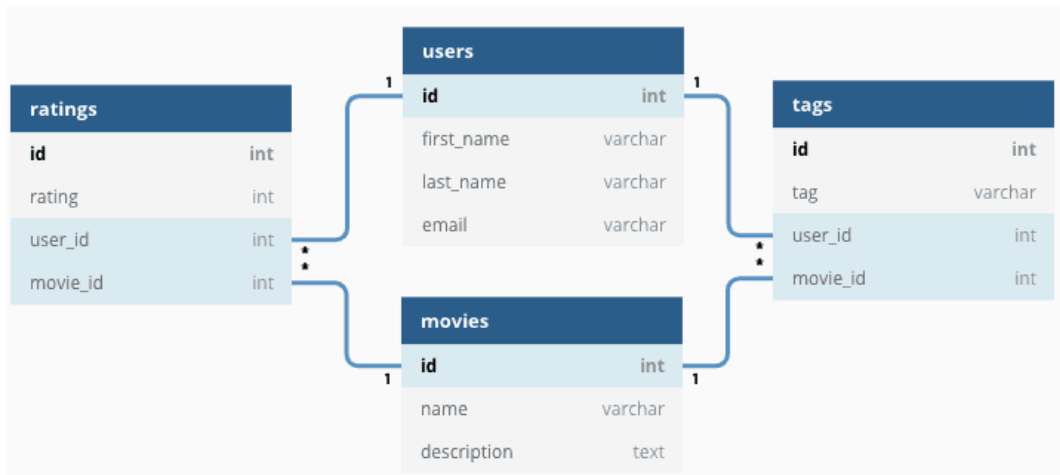 ratings
id int
rating int
user_id int
movie_id int
*
*
users
1 1
id int
first_name varchar
last_name varchar
email varchar
movies
id int
1 1
name varchar
description text
tags
id int
tag varchar
user_id int
movie_id int
*
*